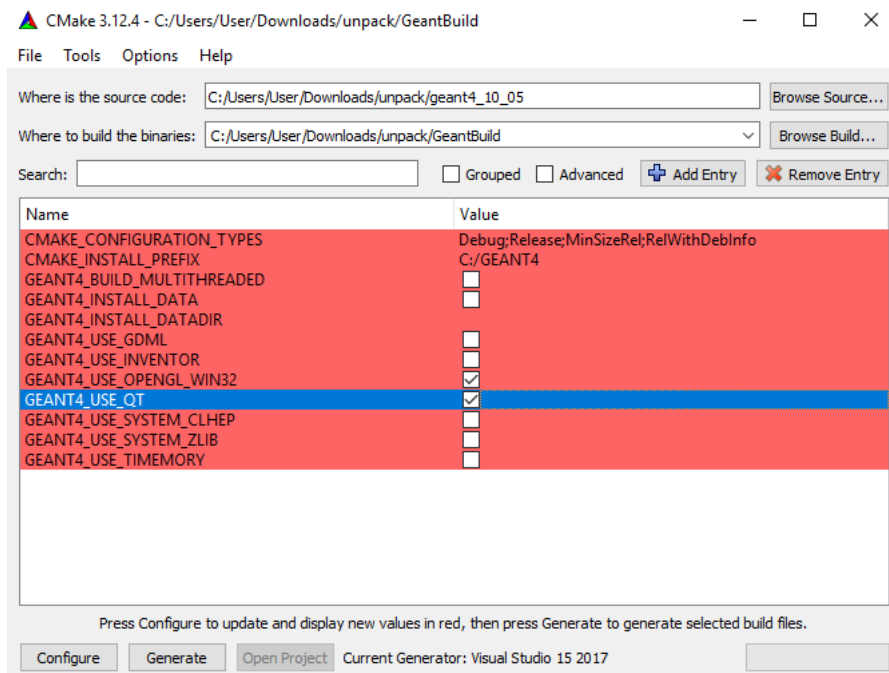 CMake 3.12.4 - C:/Users/User/Downloads/unpack/GeantBuild
File Tools Options Help
Where is the source code: C:/Users/User/Downloads/unpack/geant4_10_05 Browse Source...
Where to build the binaries: C:/Users/User/Downloads/unpack/GeantBuild Browse Build...
Search: Grouped Advanced Add Entry Remove Entry
Name Value
CMAKE_CONFIGURATION_TYPES Debug;Release;MinSizeRel;RelWithDebInfo
CMAKE_INSTALL_PREFIX C:/GEANT4
GEANT4_BUILD_MULTITHREADED
GEANT4_INSTALL_DATA
GEANT4_INSTALL_DATADIR
GEANT4_USE_GDML
GEANT4_USE_INVENTOR
GEANT4_USE_OPENGL_WIN32
GEANT4_USE_QT
GEANT4_USE_SYSTEM_CLHEP
GEANT4_USE_SYSTEM_ZLIB
GEANT4_USE_TIMEMORY
Press Configure to update and display new values in red, then press Generate to generate selected build files.
Configure Generate Open Project Current Generator: Visual Studio 15 2017